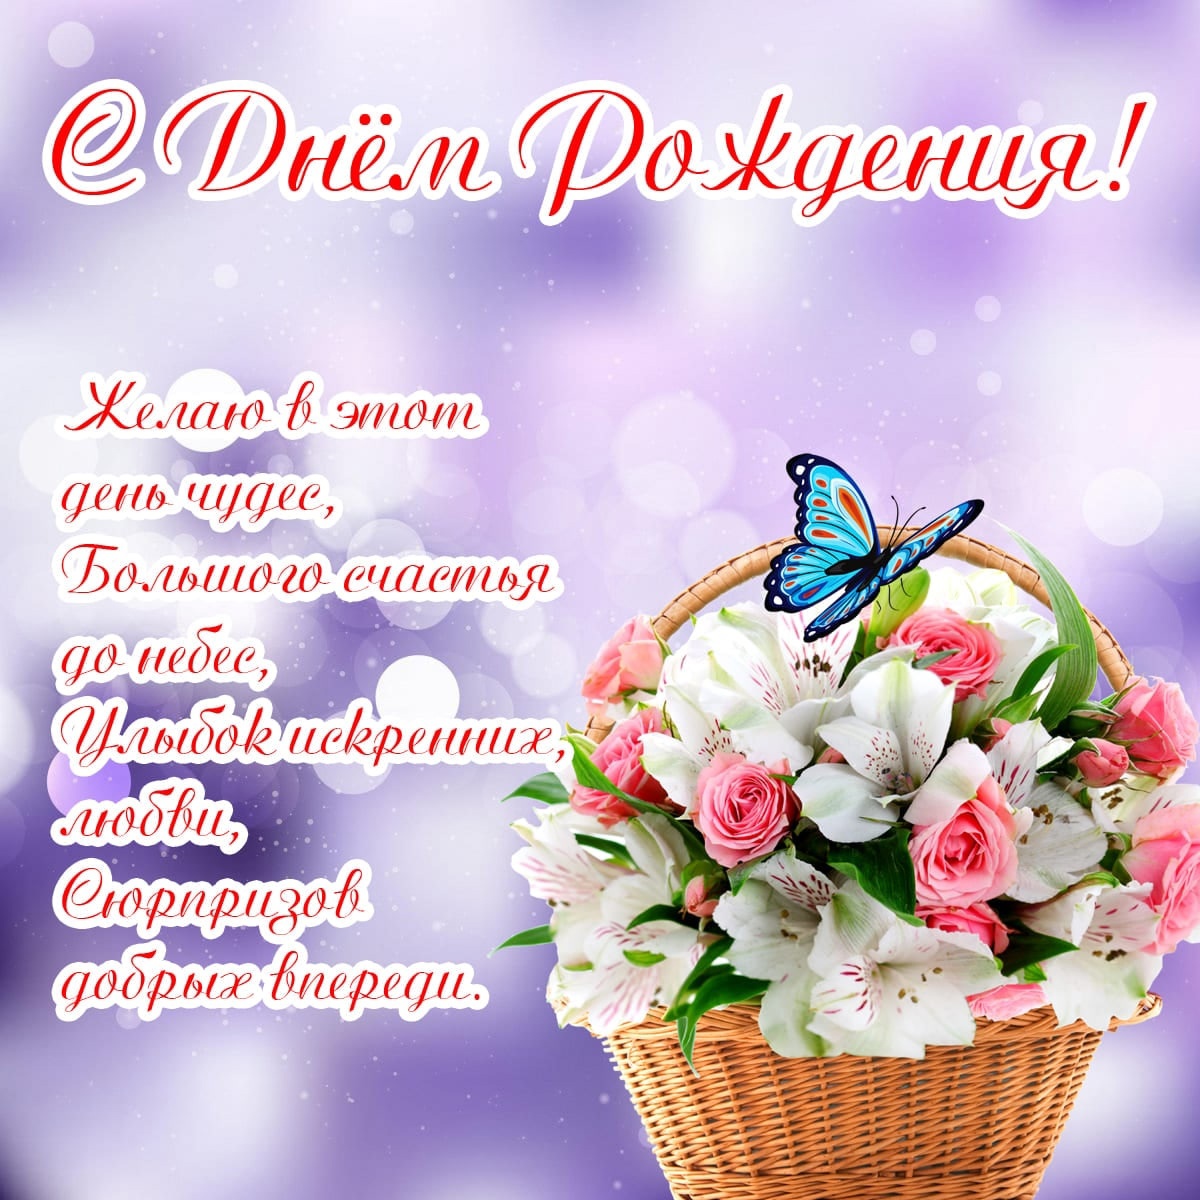 С Днём Рождения!
Желаю в этот
день чудес,
Большого счастья
до небес,
Улыбок искренних,
любви,
Сюрпризов
добрых впереди.